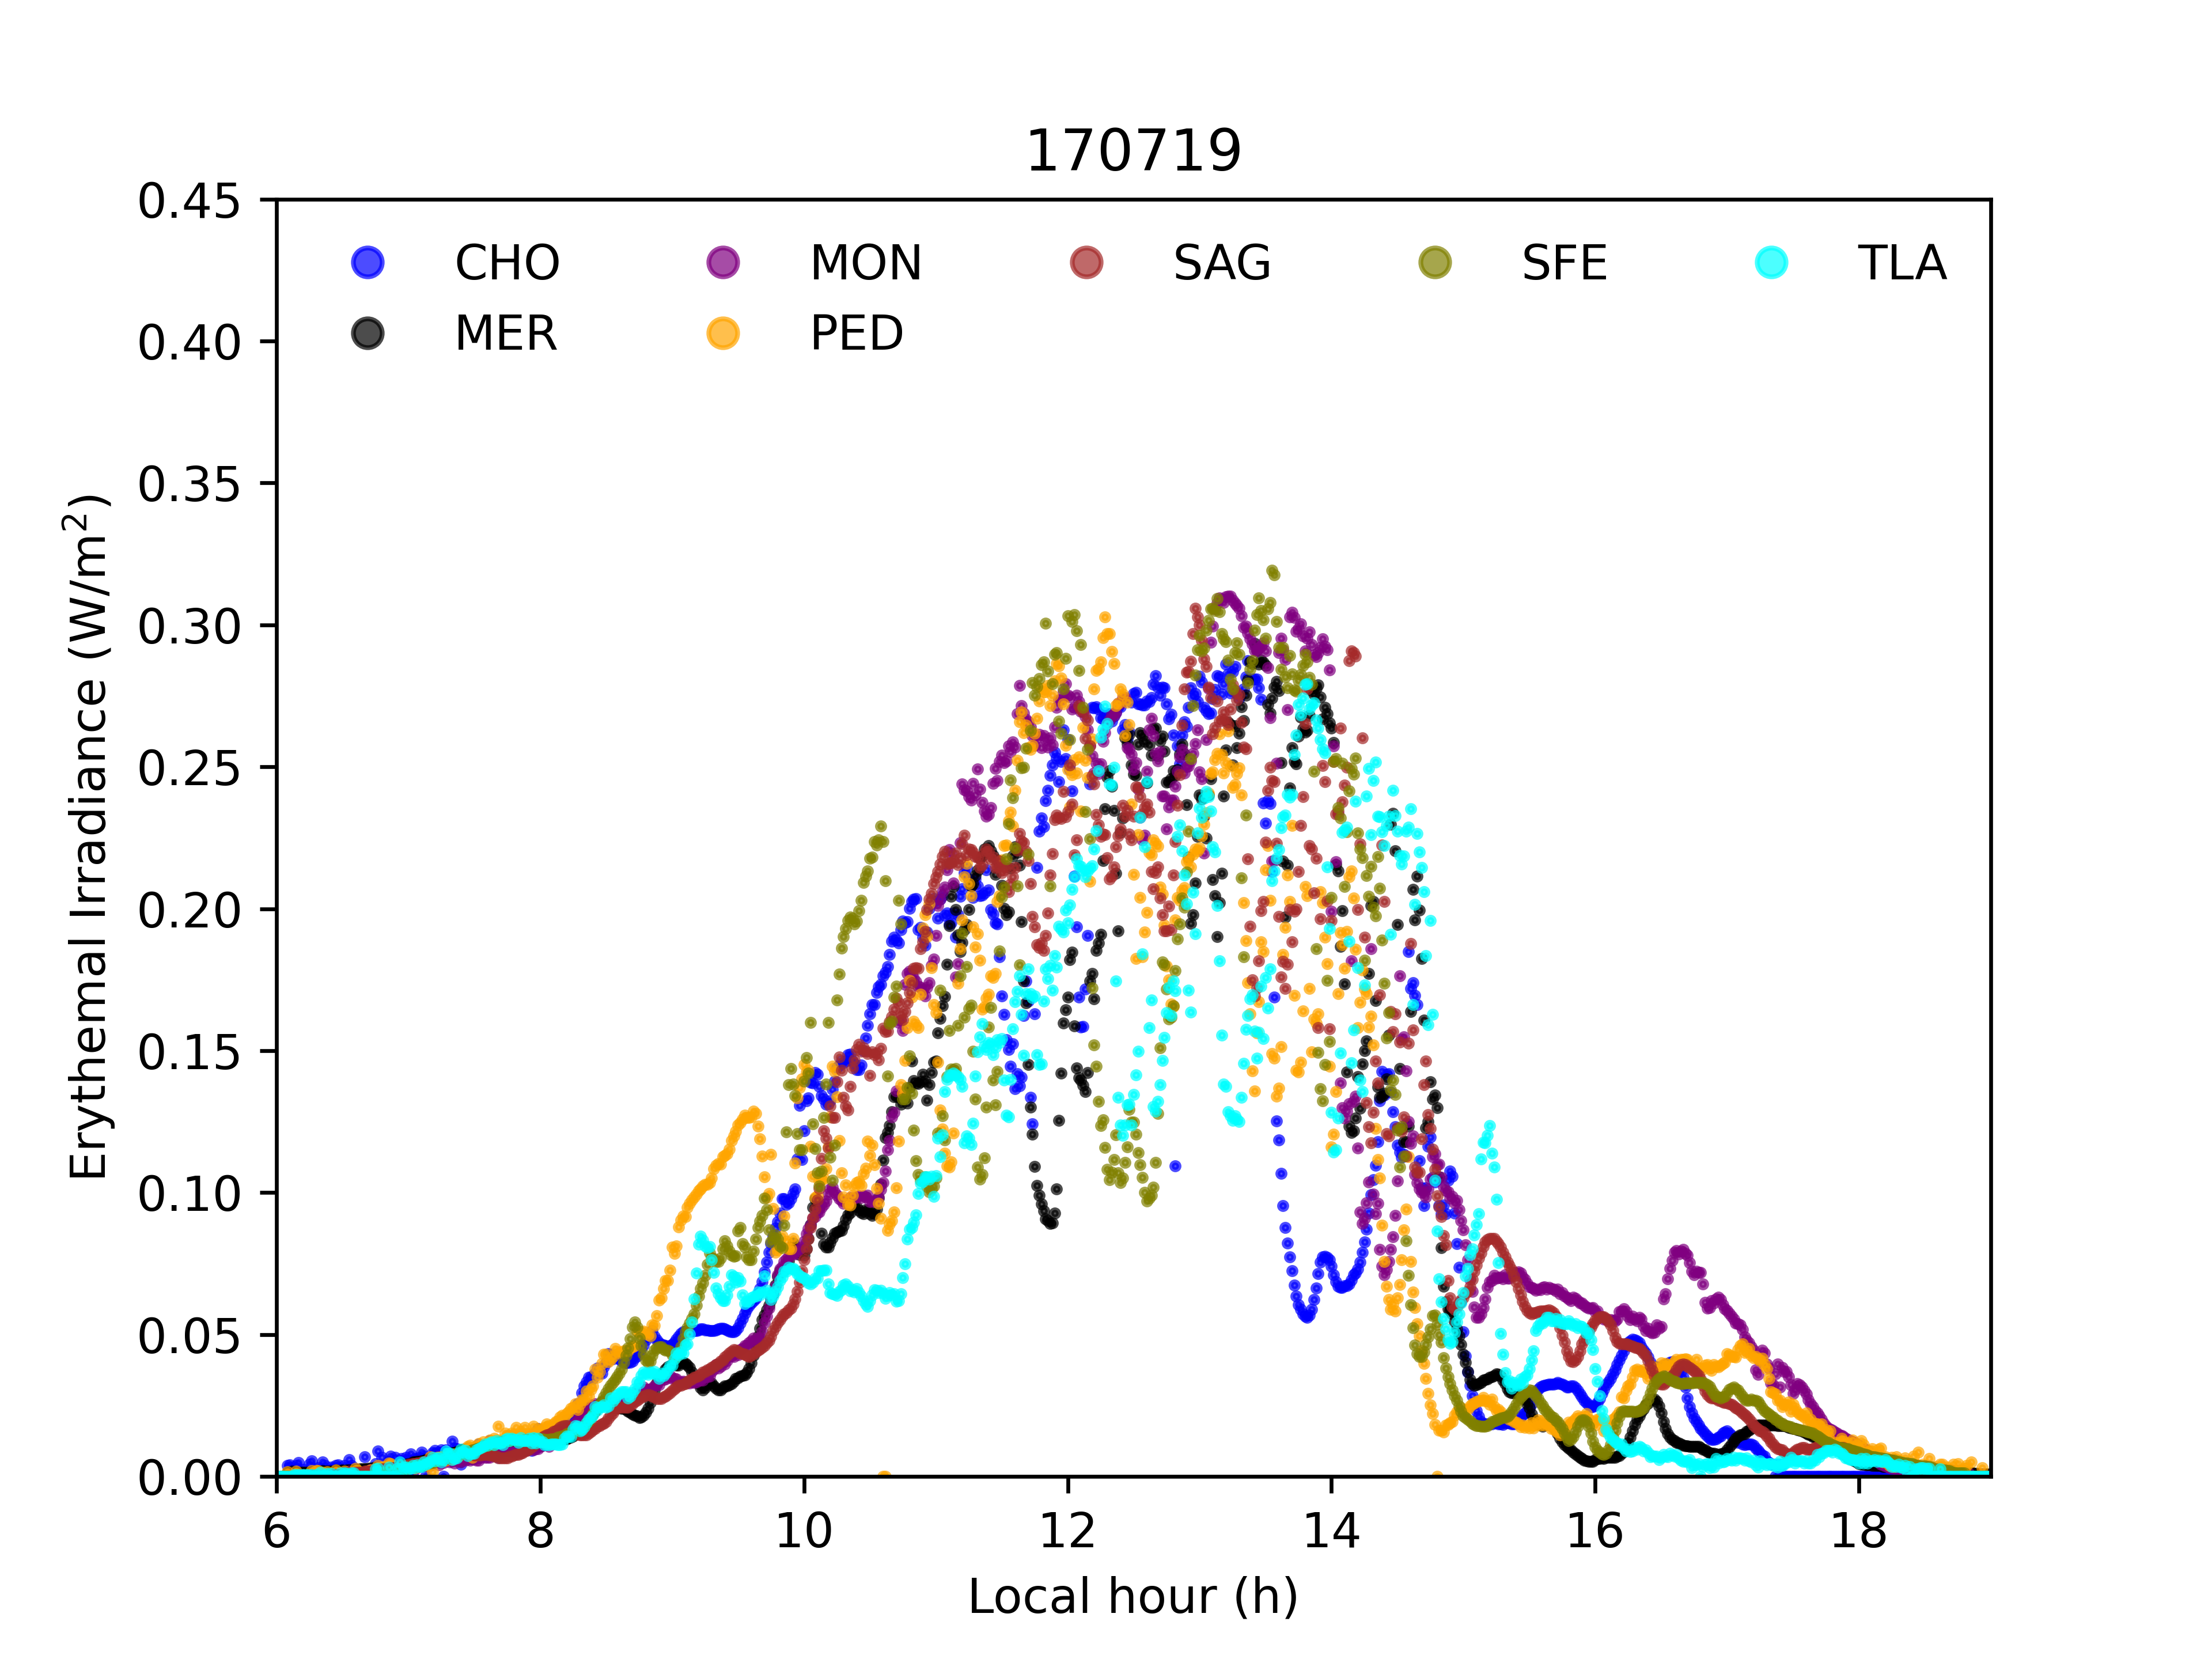 170719
0.45
0.40
0.35
0.30
0.25
0.20
0.15
0.10
0.05
0.00
Erythemal Irradiance (W/m²)
CHO MON SAG SFE TLA
MER PED
6 8 10 12 14 16 18
Local hour (h)